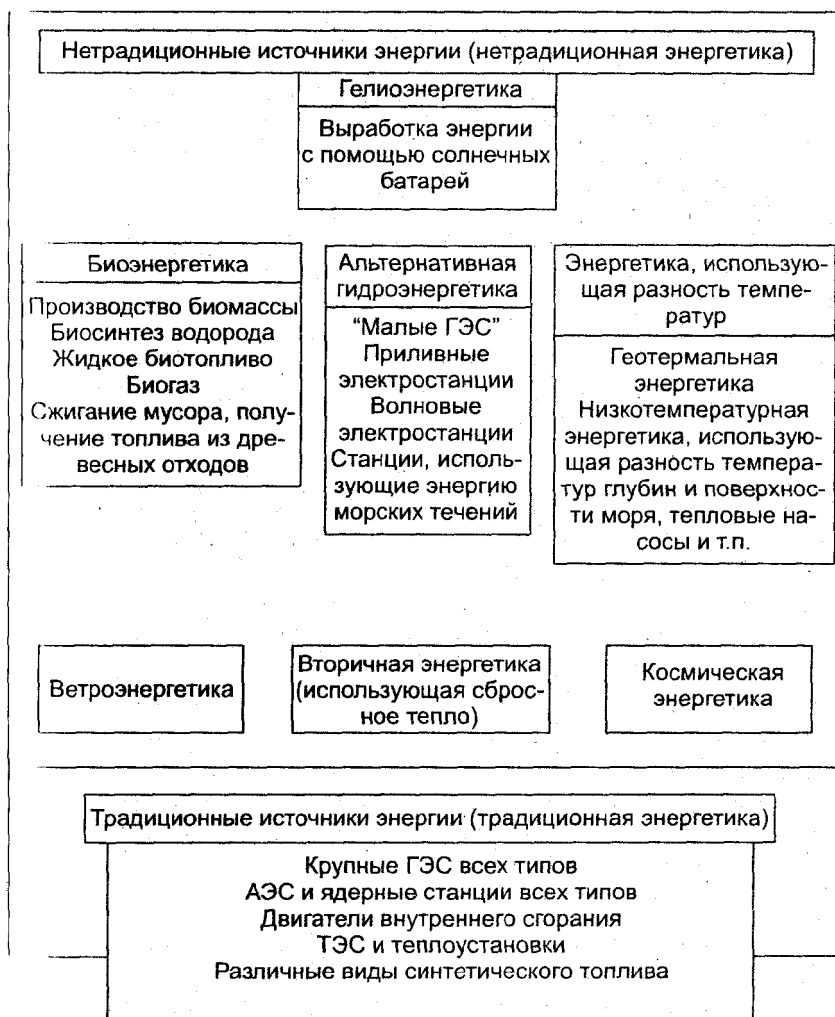 Нетрадиционные источники энергии (нетрадиционная энергетика)
Гелиоэнергетика
Выработка энергии
с помощью солнечных
батарей
Биоэнергетика
Производство биомассы
Биосинтез водорода
Жидкое биотопливо
Биогаз
Сжигание мусора, полу-
чение топлива из дре-
весных отходов
Альтернативная
гидроэнергетика
“Малые ГЭС”
Приливные
электростанции
Волновые
электростанции
Станции, исполь-
зующие энергию
морских течений
Энергетика, использую-
щая разность темпе-
ратур
Геотермальная
энергетика
Низкотемпературная
энергетика, использую-
щая разность темпера-
тур глубин и поверхнос-
ти моря, тепловые на-
сосы и т.п.
Ветроэнергетика
Вторичная энергетика
(использующая сброс-
ное тепло)
Космическая
энергетика
Традиционные источники энергии (традиционная энергетика)
Крупные ГЭС всех типов
АЭС и ядерные станции всех типов
Двигатели внутреннего сгорания
ТЭС и теплоустановки
Различные виды синтетического топлива